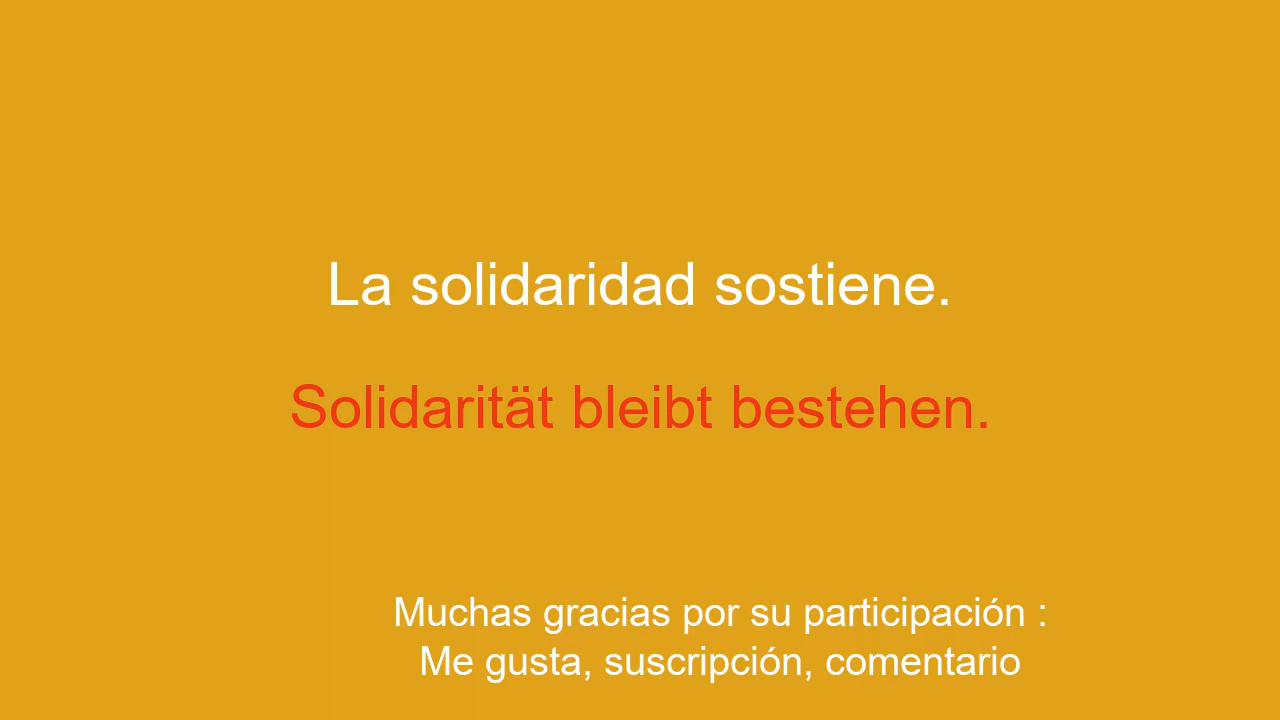 La solidaridad sostiene.
Solidarität bleibt bestehen.
Muchas gracias por su participación :
Me gusta, suscripción, comentario